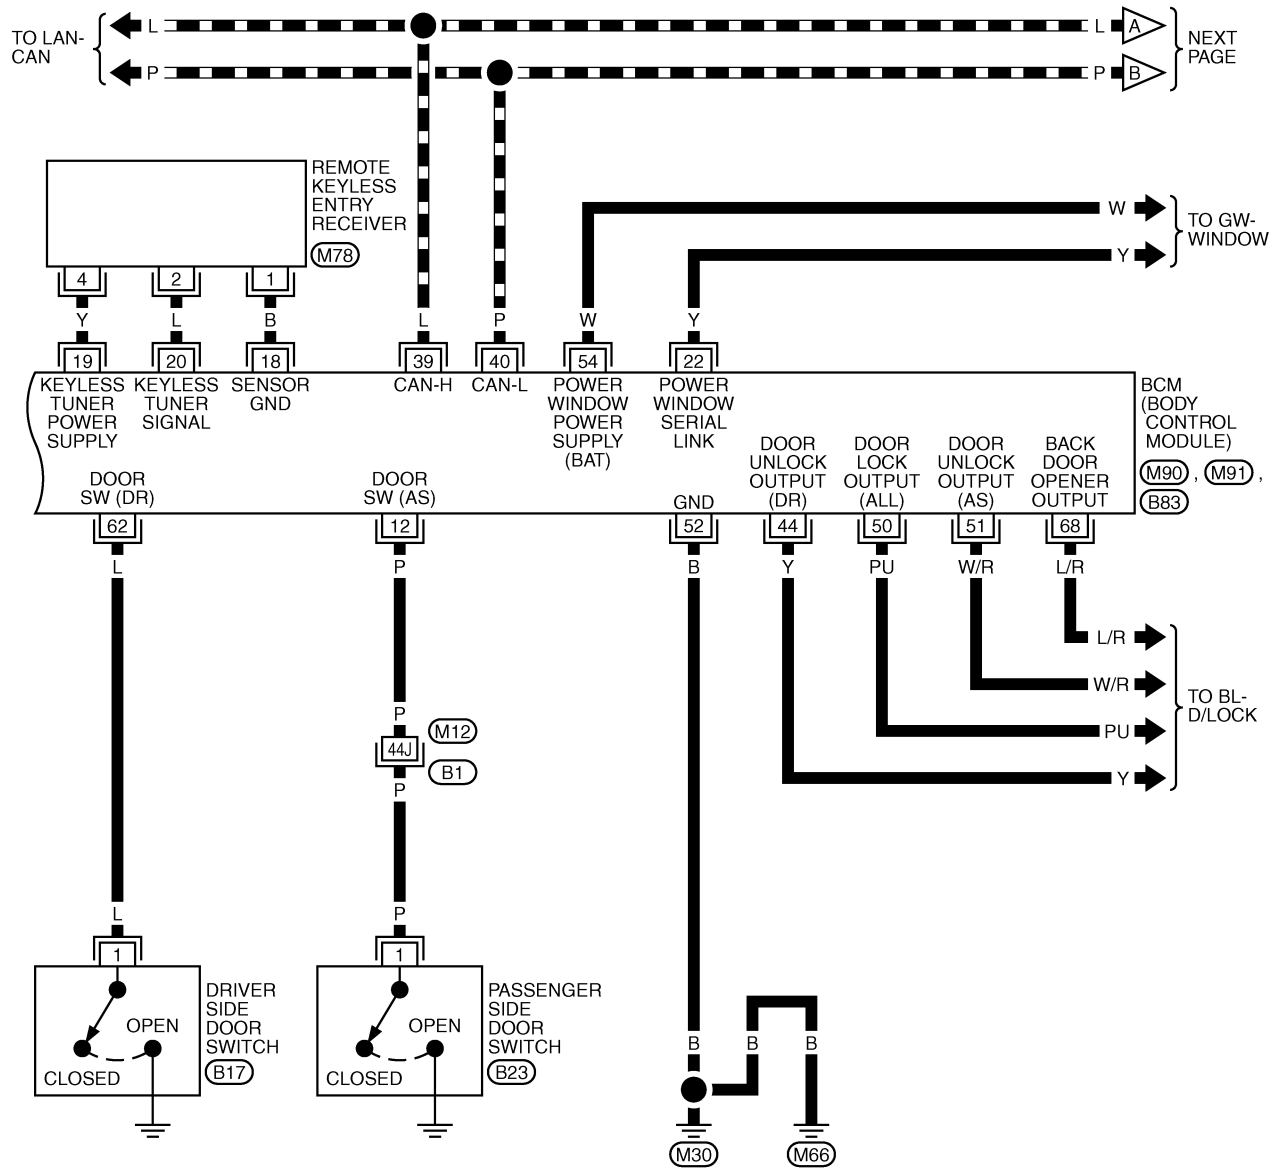 TO LAN-
CAN
L
L
A
P
P
B
NEXT
PAGE
REMOTE
KEYLESS
ENTRY
RECEIVER
M78
4
2
1
Y
L
B
L
P
W
Y
W
Y
TO GW-
WINDOW
19
20
18
39
40
54
22
KEYLESS
TUNER
POWER
SUPPLY
KEYLESS
TUNER
SIGNAL
SENSOR
GND
CAN-H
CAN-L
POWER
WINDOW
POWER
SUPPLY
(BAT)
POWER
WINDOW
SERIAL
LINK
BCM
(BODY
CONTROL
MODULE)
M90 , M91 ,
B83
DOOR
SW (DR)
DOOR
SW (AS)
GND
DOOR
UNLOCK
OUTPUT
(DR)
DOOR
LOCK
OUTPUT
(ALL)
DOOR
UNLOCK
OUTPUT
(AS)
BACK
DOOR
OPENER
OUTPUT
62
12
52
44
50
51
68
L
P
B
Y
PU
W/R
L/R
L/R
W/R
PU
Y
TO BL-
D/LOCK
P
M12
44J
B1
P
L
P
1
1
DRIVER
SIDE
DOOR
SWITCH
B17
OPEN
CLOSED
PASSENGER
SIDE
DOOR
SWITCH
B23
OPEN
CLOSED
B
B
B
M30
M66